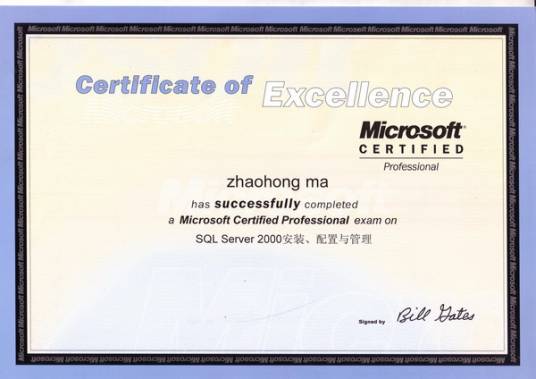 Certificate of Excellence
Microsoft
CERTIFIED
Professional
zhaohong ma
has successfully completed
a Microsoft Certified Professional exam on
SQL Server 2000安装、配置与管理
Signed by Bill Gates